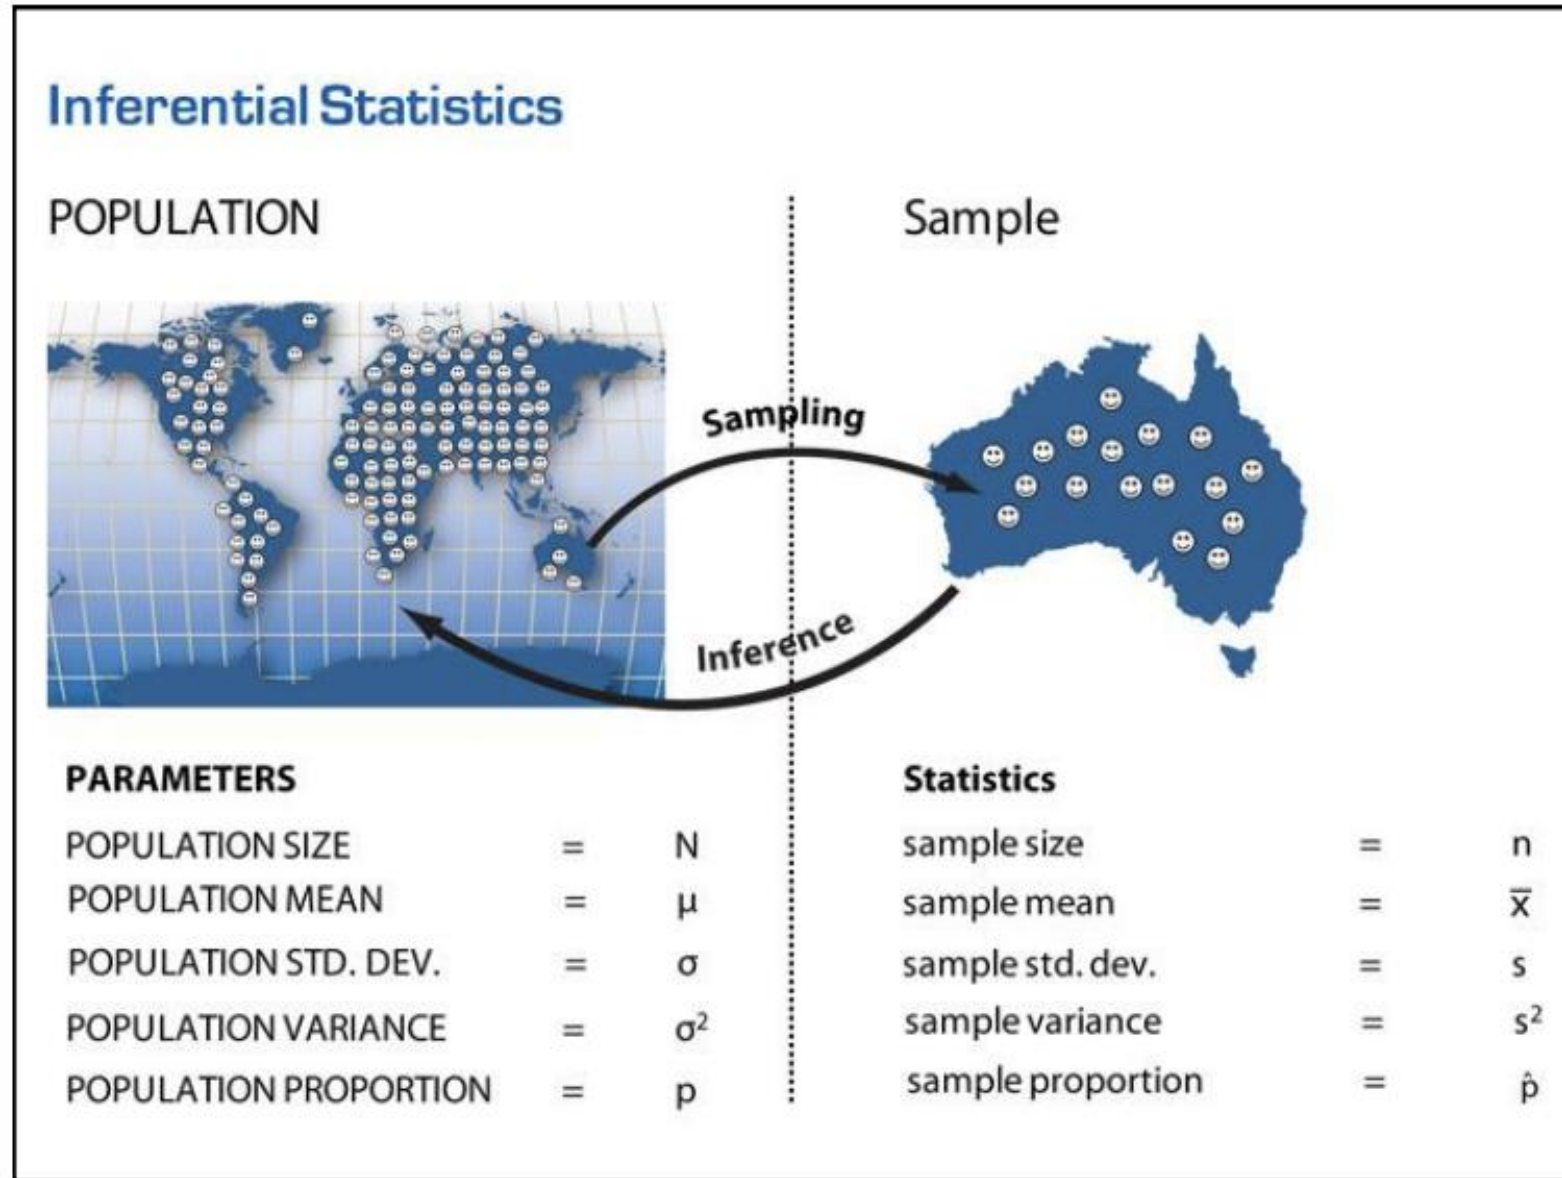 Inferential Statistics
POPULATION
Sample
Sampling
Inference
PARAMETERS
POPULATION SIZE = N
POPULATION MEAN = μ
POPULATION STD. DEV. = σ
POPULATION VARIANCE = σ²
POPULATION PROPORTION = p
Statistics
sample size = n
sample mean = x̅
sample std. dev. = s
sample variance = s²
sample proportion = p̂